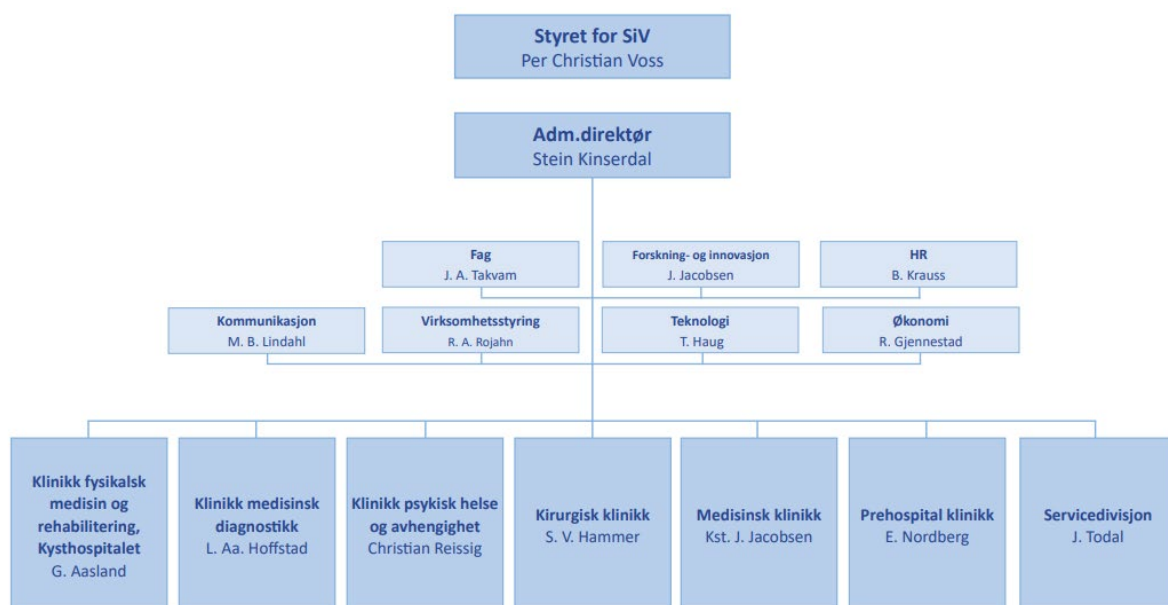 Styret for SiV
Per Christian Voss
Adm.direktør
Stein Kinserdal
Fag
J. A. Takvam
Forskning- og innovasjon
J. Jacobsen
HR
B. Krauss
Kommunikasjon
M. B. Lindahl
Virksomhetsstyring
R. A. Rojahn
Teknologi
T. Haug
Økonomi
R. Gjennestad
Klinikk fysikalsk
medisin og
rehabilitering,
Kysthospitalet
G. Aasland
Klinikk medisinsk
diagnostikk
L. Aa. Hoffstad
Klinikk psykisk helse
og avhengighet
Christian Reissig
Kirurgisk klinikk
S. V. Hammer
Medisinsk klinikk
Kst. J. Jacobsen
Prehospital klinikk
E. Nordberg
Servicedivisjon
J. Todal